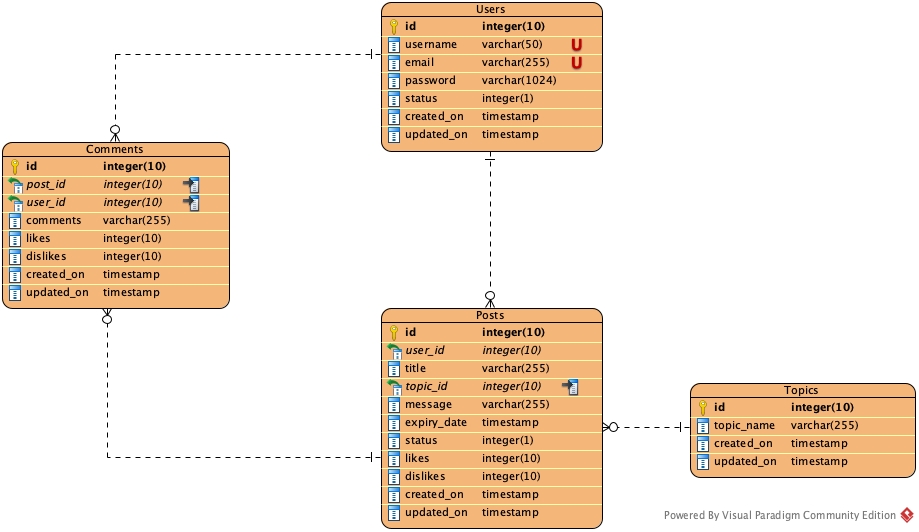 Users
id integer(10)
username varchar(50) U
email varchar(255) U
password varchar(1024)
status integer(1)
created_on timestamp
updated_on timestamp
Comments
id integer(10)
post_id integer(10)
user_id integer(10)
comments varchar(255)
likes integer(10)
dislikes integer(10)
created_on timestamp
updated_on timestamp
Posts
id integer(10)
user_id integer(10)
title varchar(255)
topic_id integer(10)
message varchar(255)
expiry_date timestamp
status integer(1)
likes integer(10)
dislikes integer(10)
created_on timestamp
updated_on timestamp
Topics
id integer(10)
topic_name varchar(255)
created_on timestamp
updated_on timestamp
Powered By Visual Paradigm Community Edition